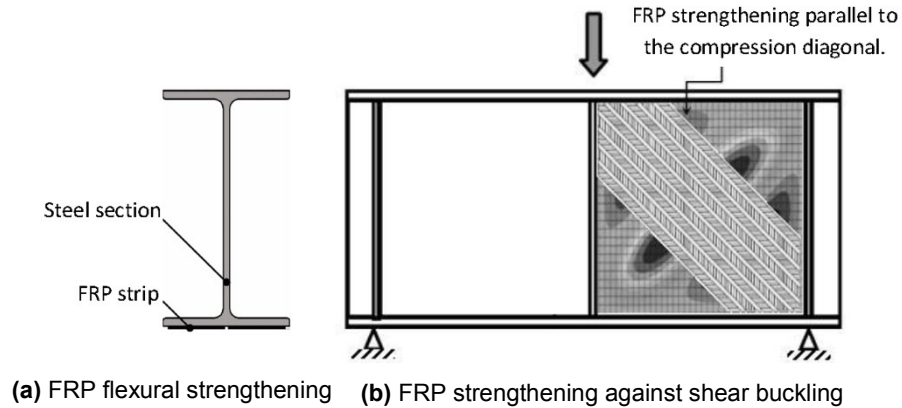 FRP strengthening parallel to
the compression diagonal.
Steel section
FRP strip
(a) FRP flexural strengthening
(b) FRP strengthening against shear buckling